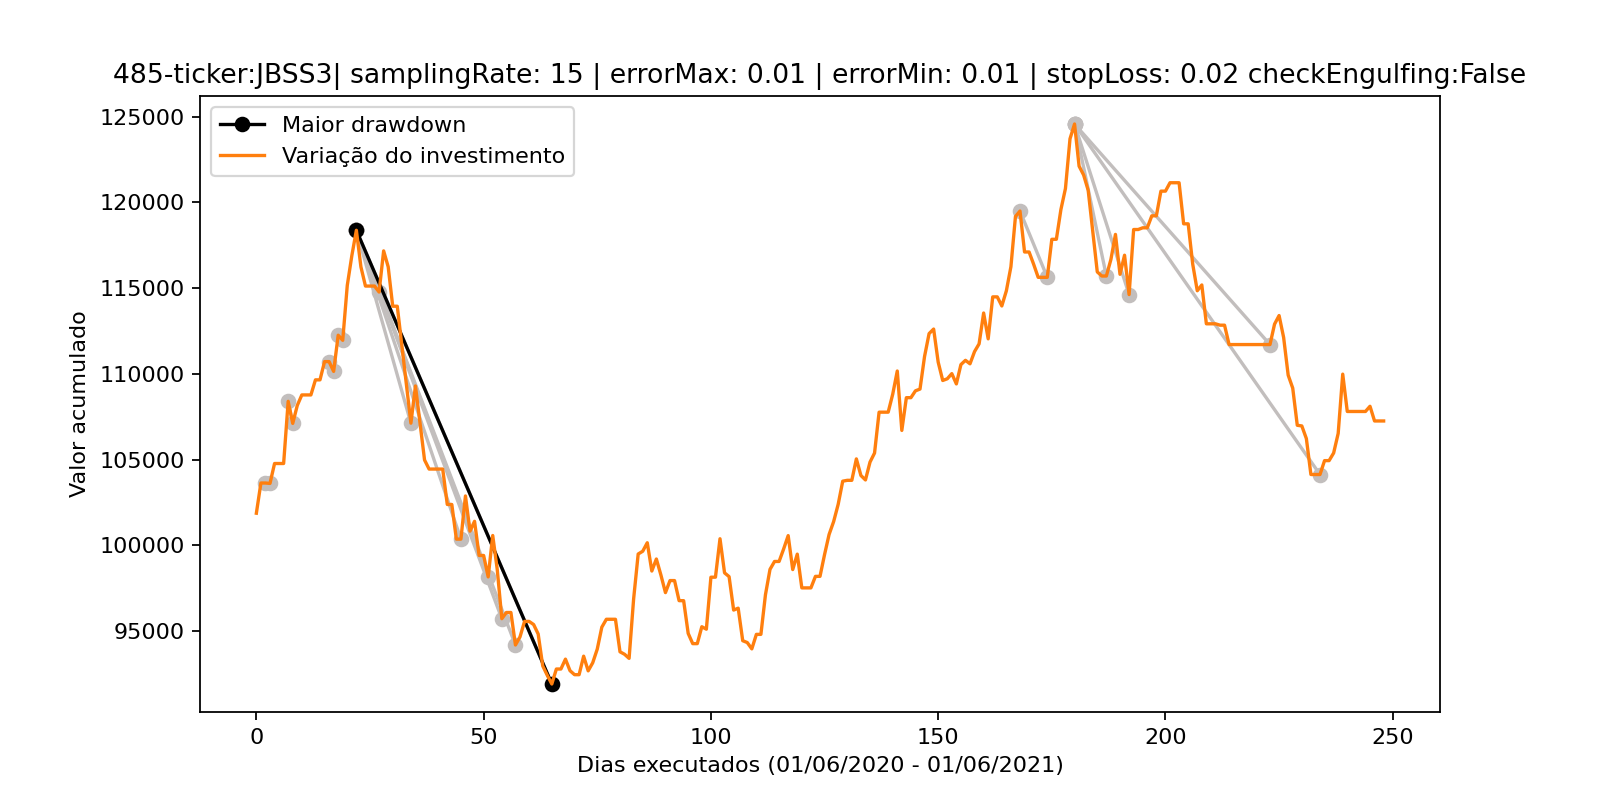 485-ticker:JBSS3| samplingRate: 15 | errorMax: 0.01 | errorMin: 0.01 | stopLoss: 0.02 checkEngulfing:False
Maior drawdown
Variação do investimento
Valor acumulado
125000
120000
115000
110000
105000
100000
95000
0 50 100 150 200 250
Dias executados (01/06/2020 - 01/06/2021)